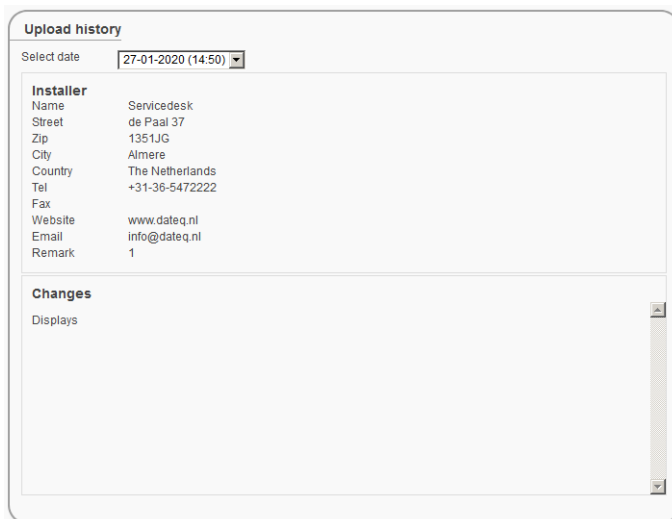 Upload history
Select date 27-01-2020 (14:50)
Installer
Name Servicedesk
Street de Paal 37
Zip 1351JG
City Almere
Country The Netherlands
Tel +31-36-5472222
Fax
Website www.dateq.nl
Email info@dateq.nl
Remark 1
Changes
Displays